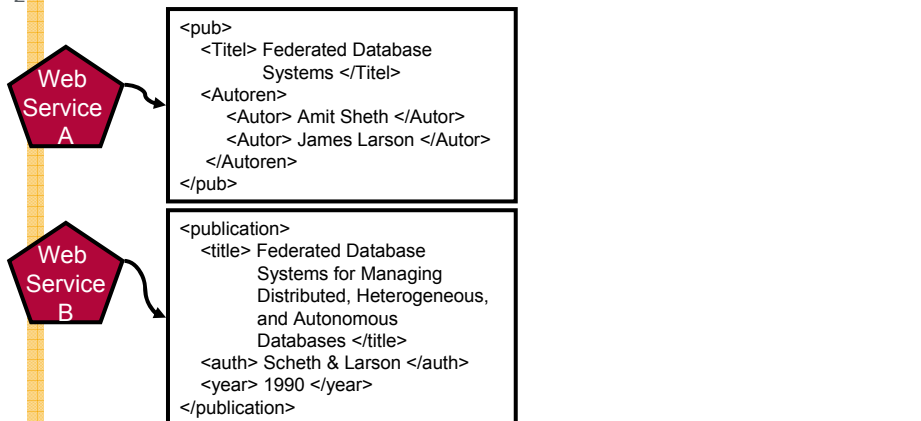 Web
Service
A
<pub>
<Titel> Federated Database
Systems </Titel>
<Autoren>
<Autor> Amit Sheth </Autor>
<Autor> James Larson </Autor>
</Autoren>
</pub>
Web
Service
B
<publication>
<title> Federated Database
Systems for Managing
Distributed, Heterogeneous,
and Autonomous
Databases </title>
<auth> Scheth & Larson </auth>
<year> 1990 </year>
</publication>